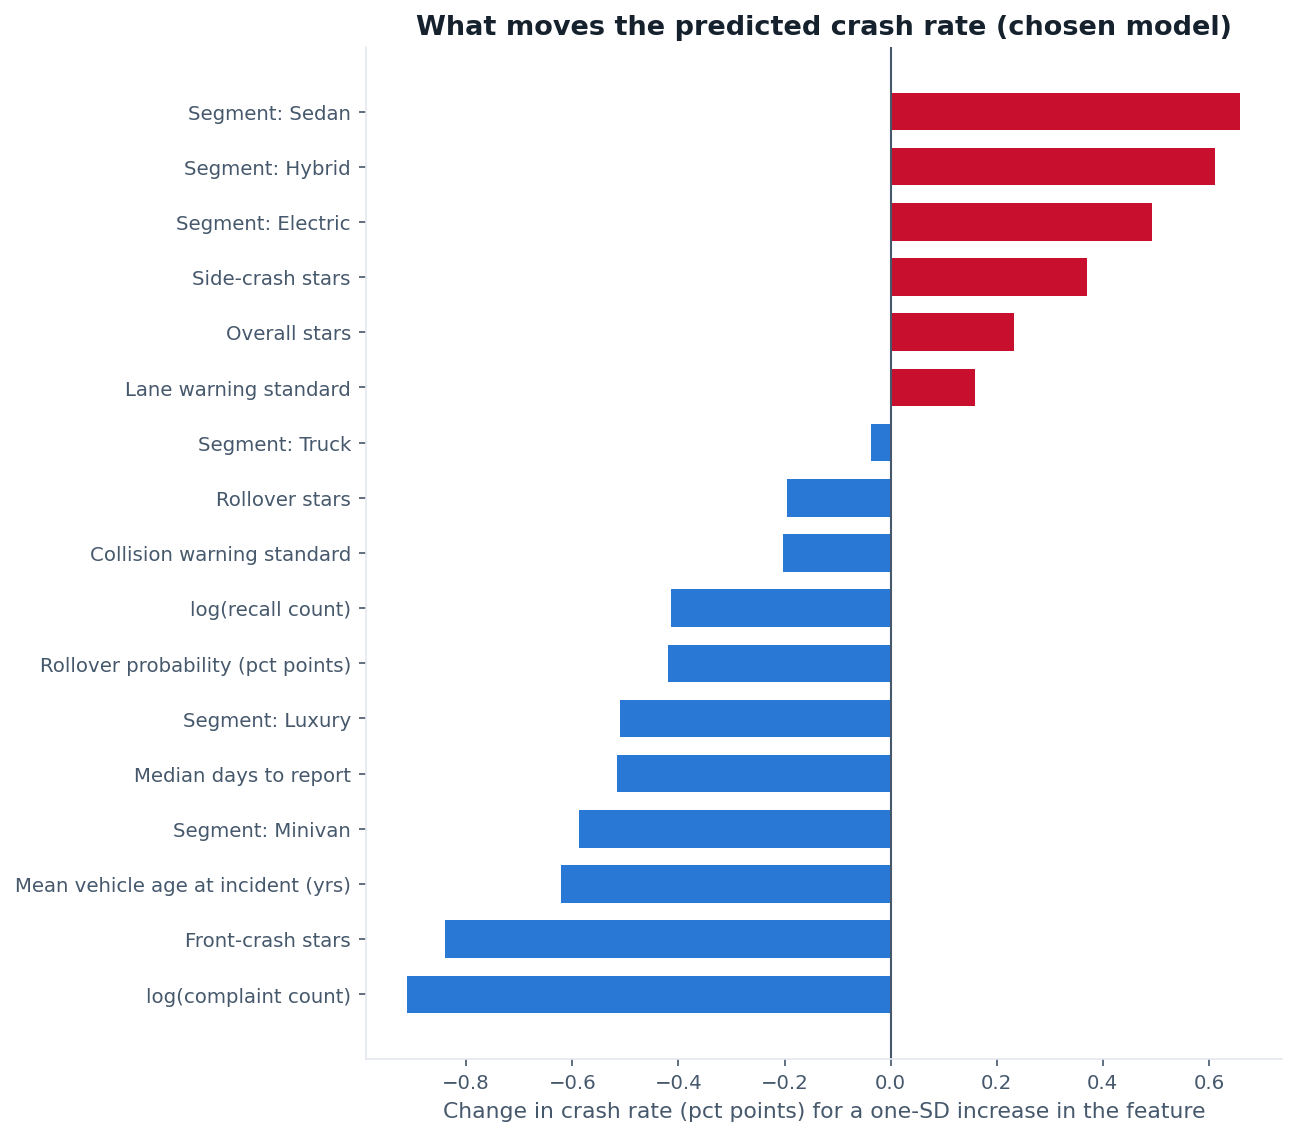 What moves the predicted crash rate (chosen model)
Segment: Sedan
Segment: Hybrid
Segment: Electric
Side-crash stars
Overall stars
Lane warning standard
Segment: Truck
Rollover stars
Collision warning standard
log(recall count)
Rollover probability (pct points)
Segment: Luxury
Median days to report
Segment: Minivan
Mean vehicle age at incident (yrs)
Front-crash stars
log(complaint count)
−0.8 −0.6 −0.4 −0.2 0.0 0.2 0.4 0.6
Change in crash rate (pct points) for a one-SD increase in the feature